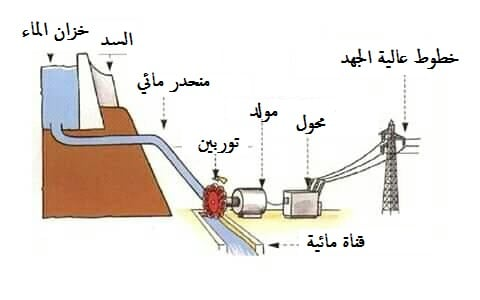 خزان الماء
السد
منحدر مائي
خطوط عالية الجهد
مولد
محول
توربين
قناة مائية